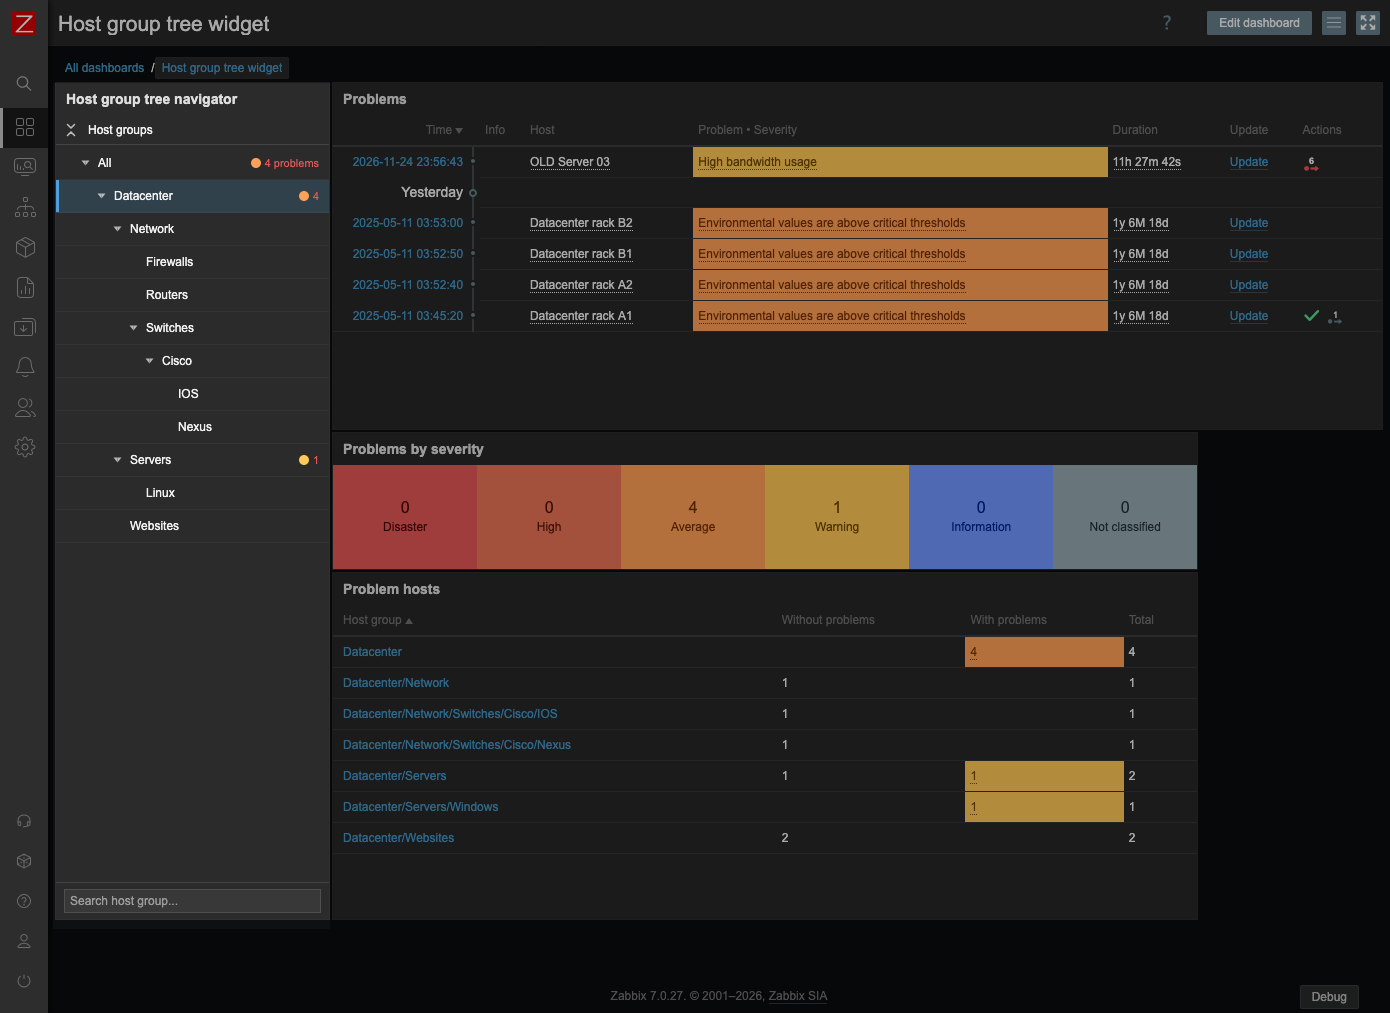 Z
Host group tree widget
?
Edit dashboard
All dashboards / Host group tree widget
Host group tree navigator
Host groups
All 4 problems
Datacenter 4
Network
Firewalls
Routers
Switches
Cisco
IOS
Nexus
Servers 1
Linux
Websites
Search host group...
Problems
Time Info Host Problem • Severity Duration Update Actions
2026-11-24 23:56:43 OLD Server 03 High bandwidth usage 11h 27m 42s Update 6
Yesterday
2025-05-11 03:53:00 Datacenter rack B2 Environmental values are above critical thresholds 1y 6M 18d Update
2025-05-11 03:52:50 Datacenter rack B1 Environmental values are above critical thresholds 1y 6M 18d Update
2025-05-11 03:52:40 Datacenter rack A2 Environmental values are above critical thresholds 1y 6M 18d Update
2025-05-11 03:45:20 Datacenter rack A1 Environmental values are above critical thresholds 1y 6M 18d Update 1
Problems by severity
0 0 4 1 0 0
Disaster High Average Warning Information Not classified
Problem hosts
Host group Without problems With problems Total
Datacenter 4 4
Datacenter/Network 1 1
Datacenter/Network/Switches/Cisco/IOS 1 1
Datacenter/Network/Switches/Cisco/Nexus 1 1
Datacenter/Servers 1 1 2
Datacenter/Servers/Windows 1 1
Datacenter/Websites 2 2
Zabbix 7.0.27. © 2001–2026, Zabbix SIA
Debug